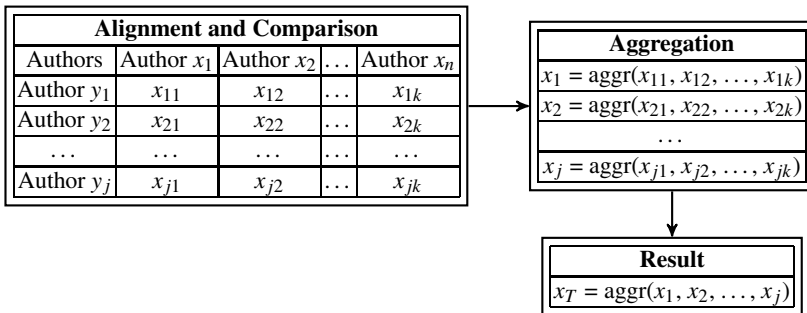 Alignment and Comparison
Authors Author x₁ Author x₂ … Author xₙ
Author y₁ x₁₁ x₁₂ … x₁ₖ
Author y₂ x₂₁ x₂₂ … x₂ₖ
… … … … …
Author yⱼ xⱼ₁ xⱼ₂ … xⱼₖ
Aggregation
x₁ = aggr(x₁₁, x₁₂, …, x₁ₖ)
x₂ = aggr(x₂₁, x₂₂, …, x₂ₖ)
…
xⱼ = aggr(xⱼ₁, xⱼ₂, …, xⱼₖ)
Result
x_T = aggr(x₁, x₂, …, xⱼ)